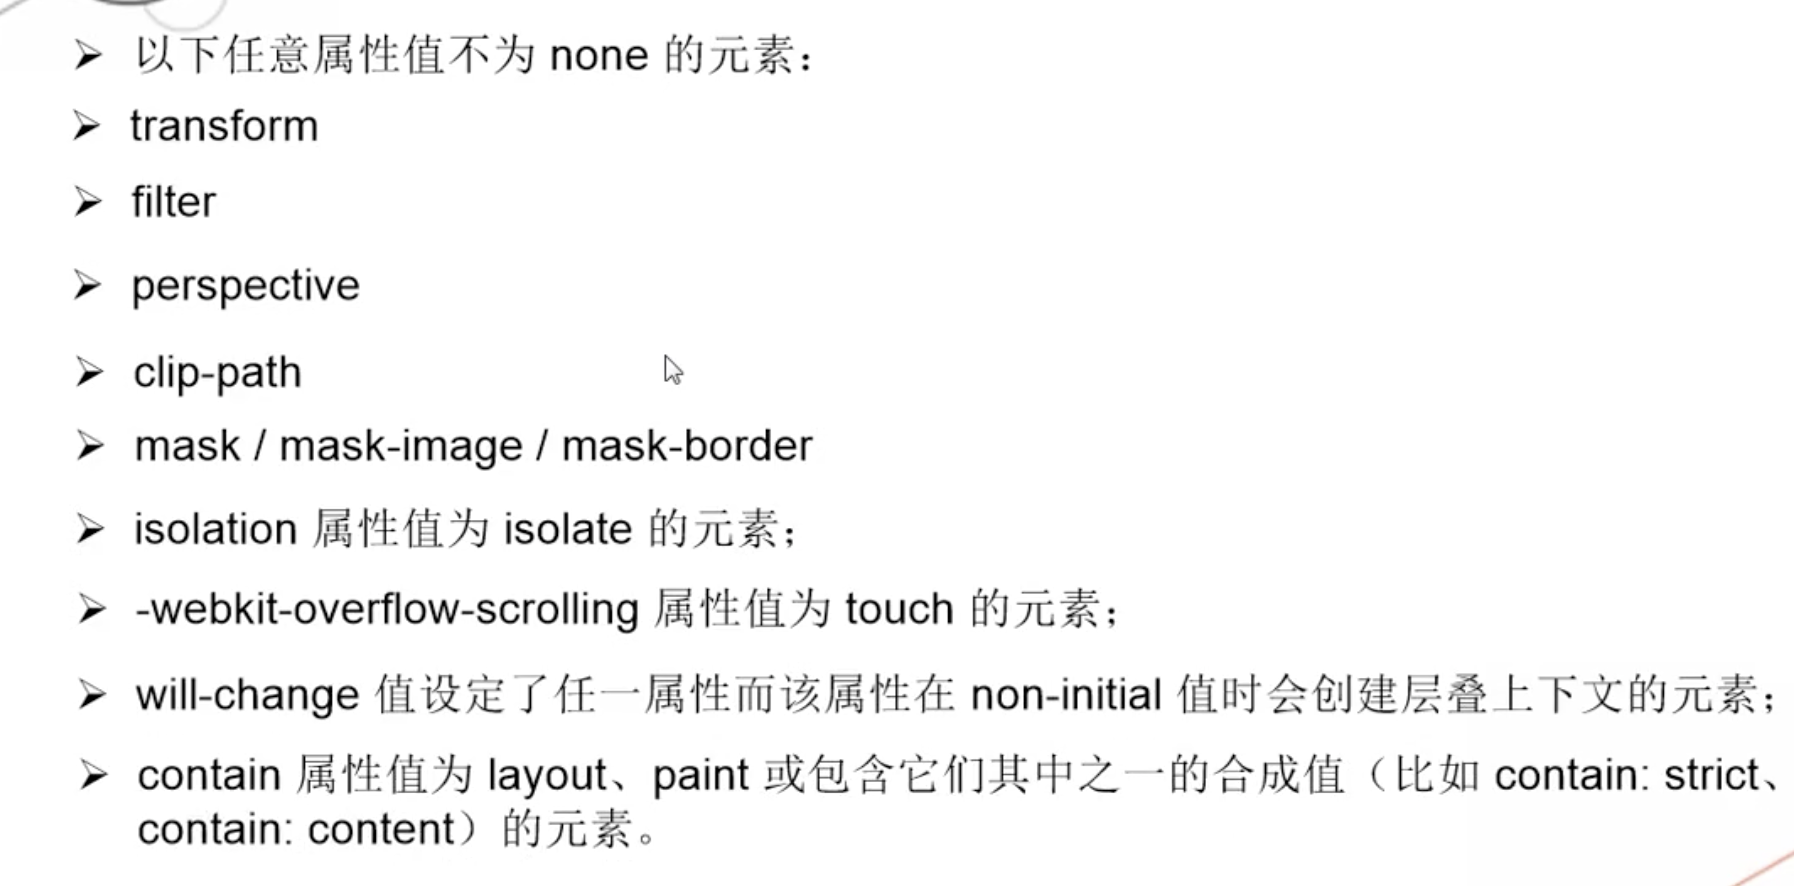 以下任意属性值不为 none 的元素：
transform
filter
perspective
clip-path
mask / mask-image / mask-border
isolation 属性值为 isolate 的元素；
-webkit-overflow-scrolling 属性值为 touch 的元素；
will-change 值设定了任一属性而该属性在 non-initial 值时会创建层叠上下文的元素；
contain 属性值为 layout、paint 或包含它们其中之一的合成值（比如 contain: strict、
contain: content）的元素。